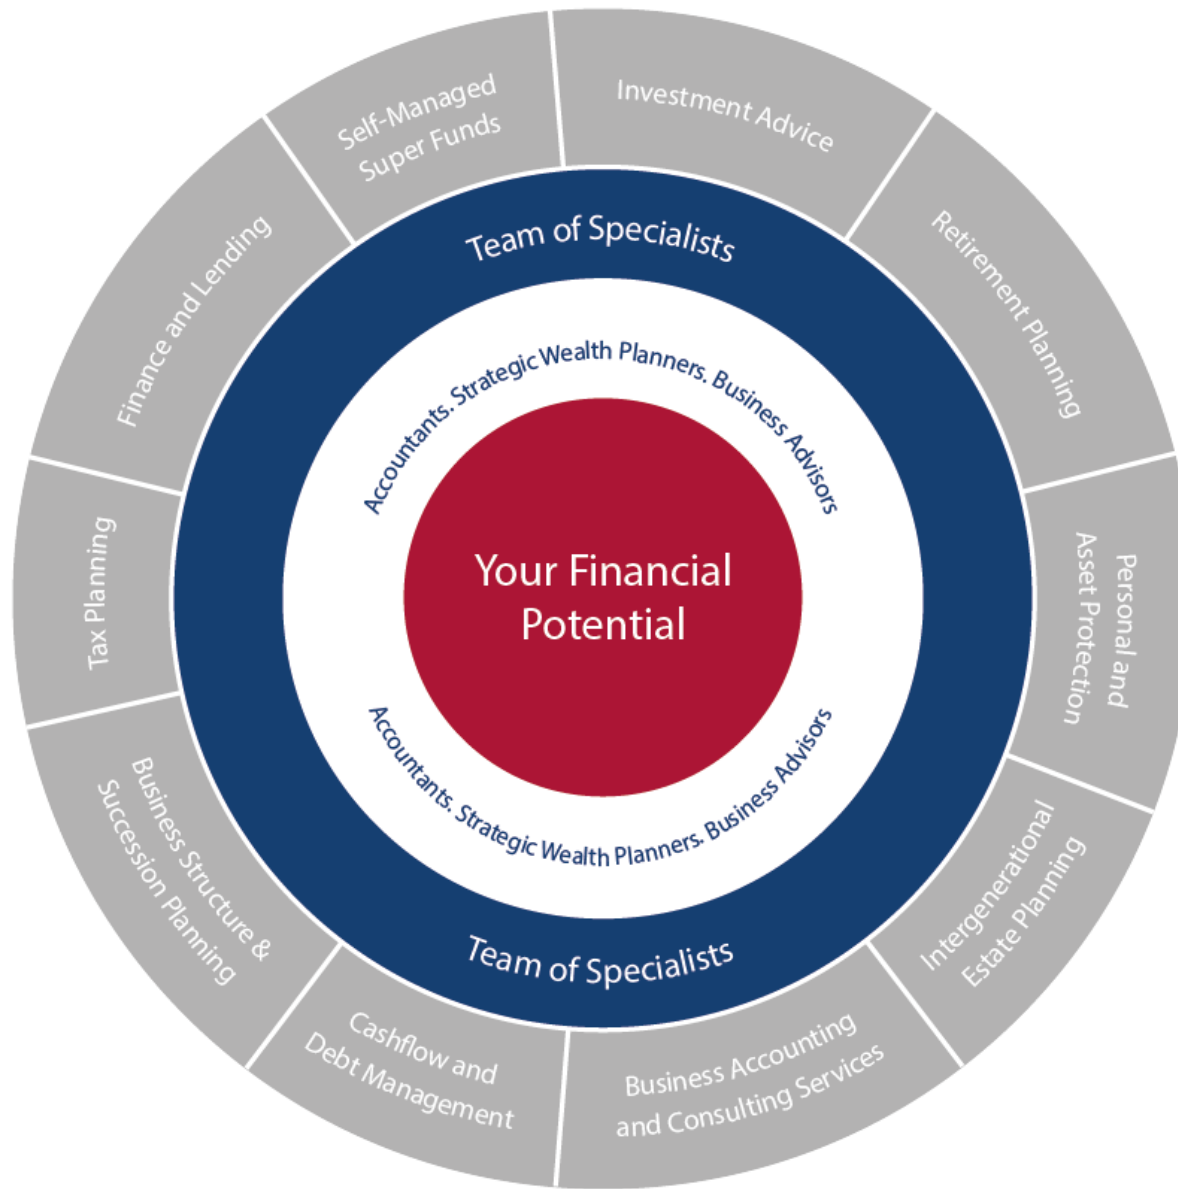 Investment Advice
Retirement Planning
Personal and
Asset Protection
Intergenerational
Estate Planning
Business Accounting
and Consulting Services
Cashflow and
Debt Management
Business Structure &
Succession Planning
Tax Planning
Finance and Lending
Self-Managed
Super Funds
Team of Specialists
Accountants. Strategic Wealth Planners. Business Advisors
Your Financial
Potential
Accountants. Strategic Wealth Planners. Business Advisors
Team of Specialists